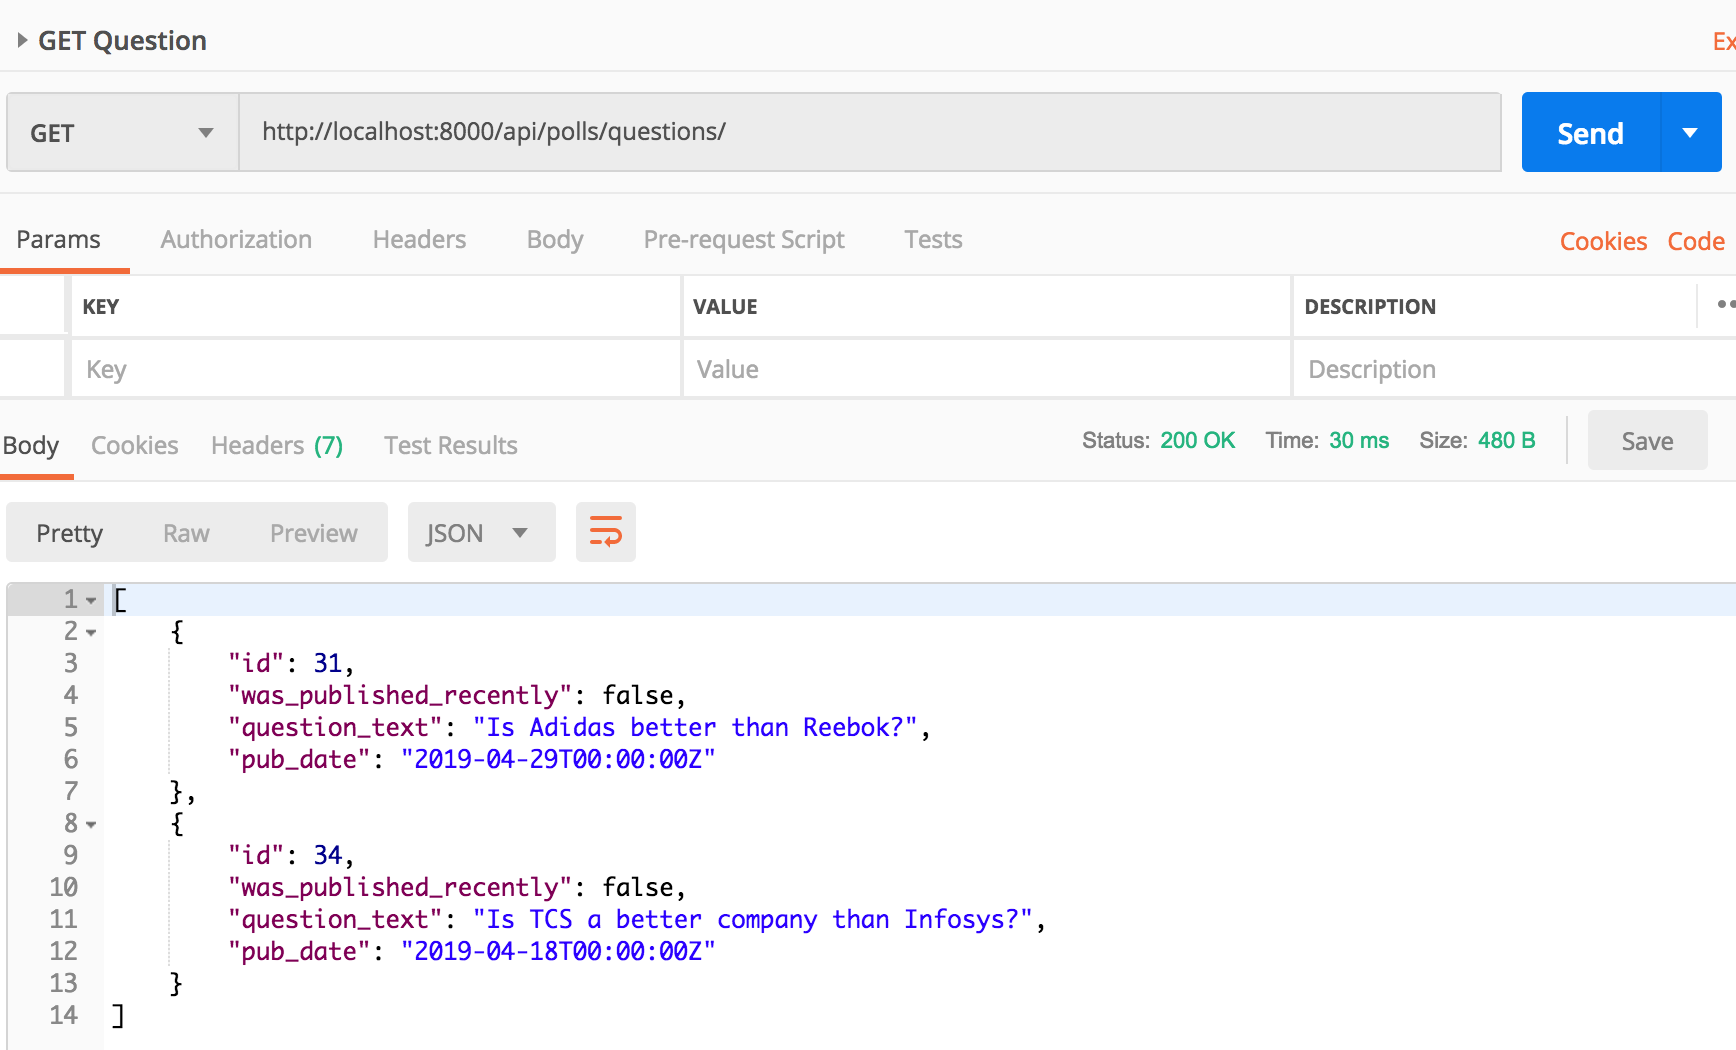 GET Question
Ex
GET http://localhost:8000/api/polls/questions/ Send
Params Authorization Headers Body Pre-request Script Tests Cookies Code
KEY VALUE DESCRIPTION
Key Value Description
Body Cookies Headers (7) Test Results Status: 200 OK Time: 30 ms Size: 480 B Save
Pretty Raw Preview JSON
1 [
2 {
3 "id": 31,
4 "was_published_recently": false,
5 "question_text": "Is Adidas better than Reebok?",
6 "pub_date": "2019-04-29T00:00:00Z"
7 },
8 {
9 "id": 34,
10 "was_published_recently": false,
11 "question_text": "Is TCS a better company than Infosys?",
12 "pub_date": "2019-04-18T00:00:00Z"
13 }
14 ]